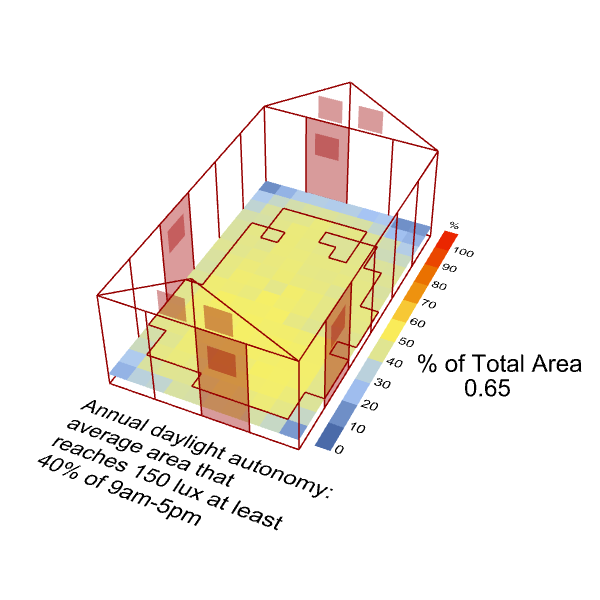 %
100
90
80
70
60
50
40
30
20
10
0
% of Total Area
0.65
Annual daylight autonomy:
average area that
reaches 150 lux at least
40% of 9am-5pm